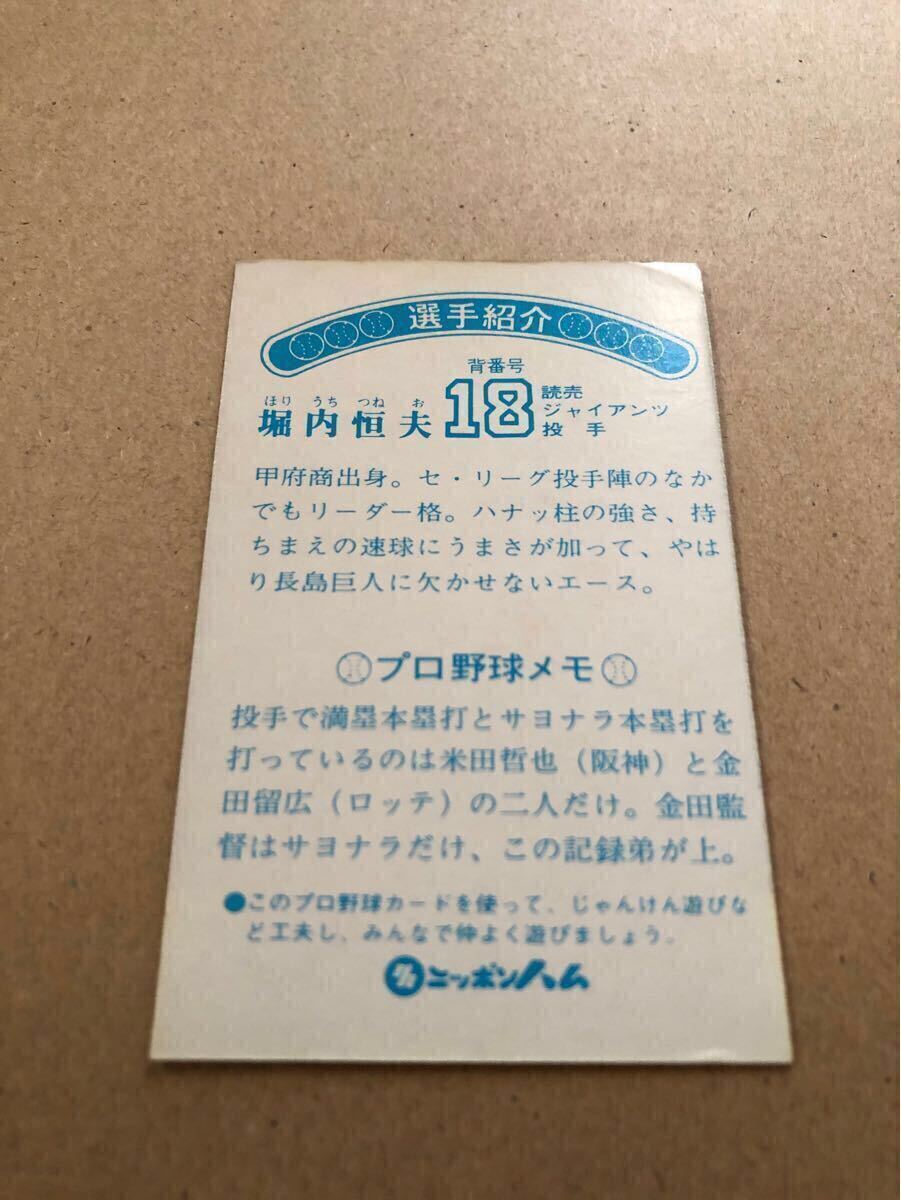 選手紹介
背番号
ほり うち つね お
堀内恒夫
18
読売
ジャイアンツ
投手
甲府商出身。セ・リーグ投手陣のなか
でもリーダー格。ハナッ柱の強さ、持
ちまえの速球にうまさが加って、やは
り長島巨人に欠かせないエース。
プロ野球メモ
投手で満塁本塁打とサヨナラ本塁打を
打っているのは米田哲也（阪神）と金
田留広（ロッテ）の二人だけ。金田監
督はサヨナラだけ、この記録弟が上。
●このプロ野球カードを使って、じゃんけん遊びな
ど工夫し、みんなで仲よく遊びましょう。
ニッポンハム